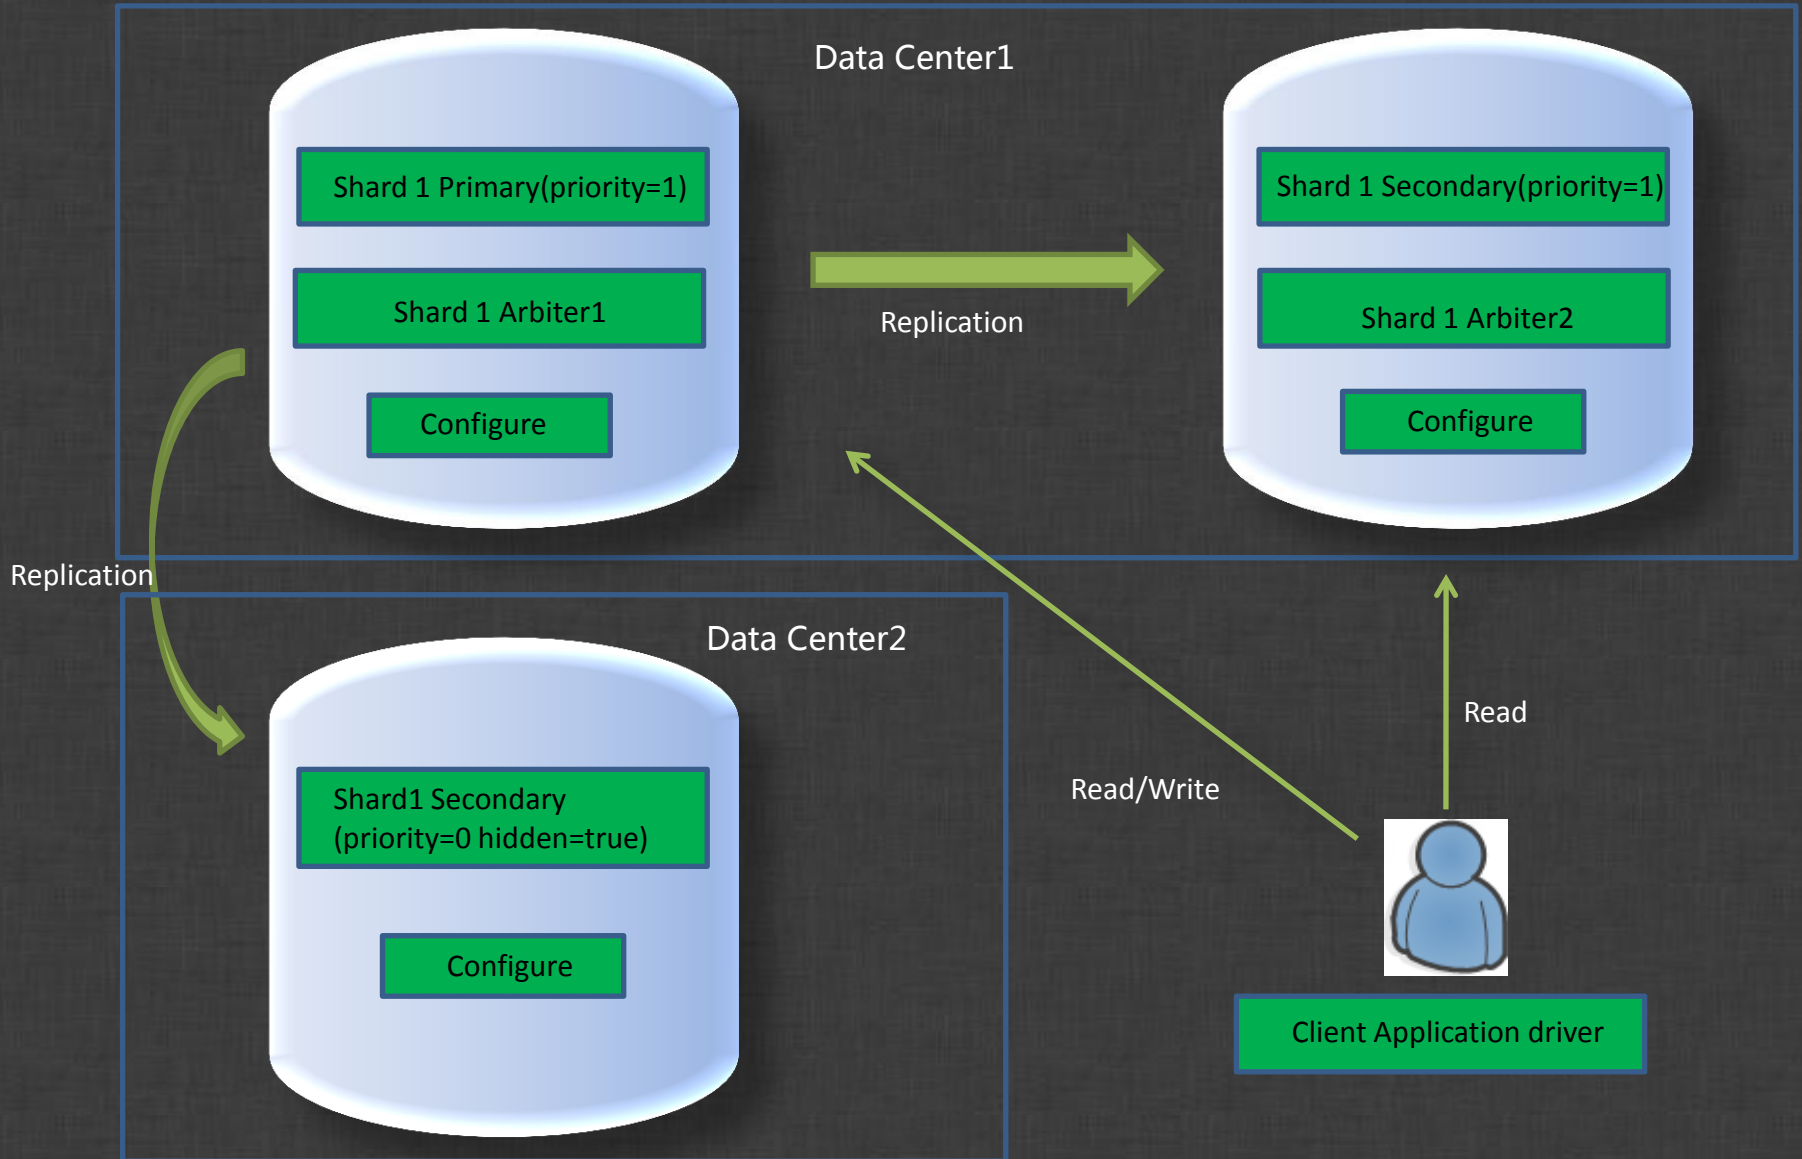 Data Center1
Shard 1 Primary(priority=1)
Shard 1 Arbiter1
Configure
Replication
Shard 1 Secondary(priority=1)
Shard 1 Arbiter2
Configure
Replication
Data Center2
Shard1 Secondary
(priority=0 hidden=true)
Configure
Read/Write
Read
Client Application driver